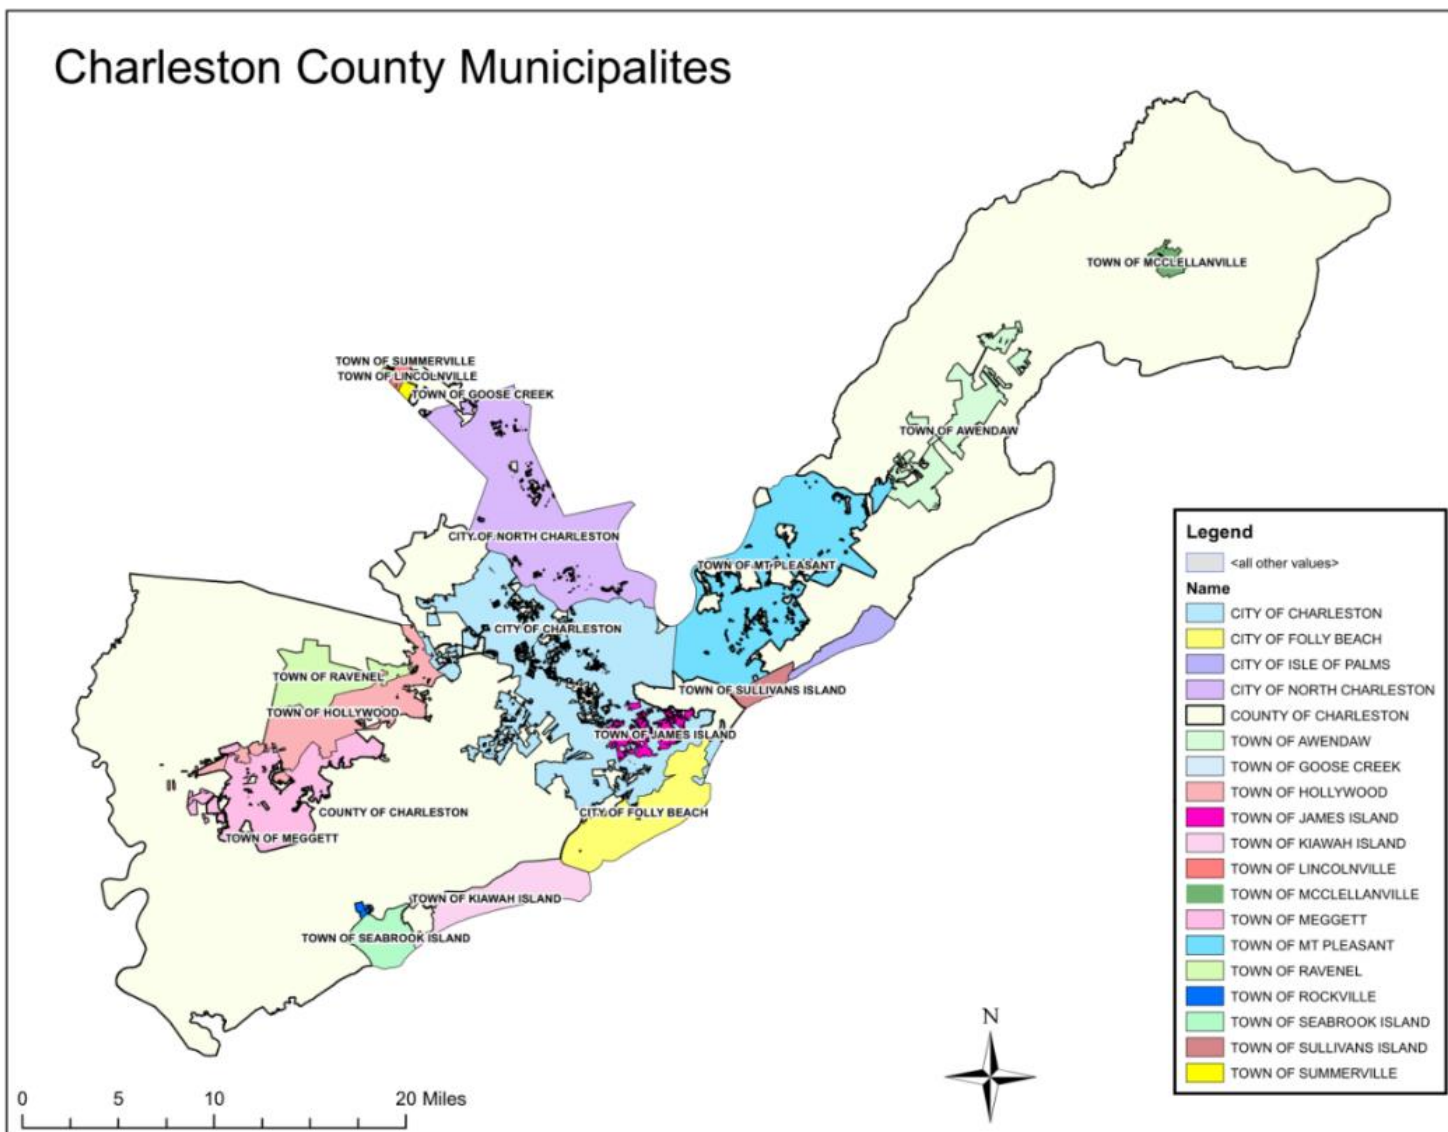 Charleston County Municipalites
TOWN OF MCCLELLANVILLE
TOWN OF SUMMERVILLE
TOWN OF LINCOLNVILLE
TOWN OF GOOSE CREEK
TOWN OF AWENDAW
CITY OF NORTH CHARLESTON
TOWN OF MT PLEASANT
CITY OF CHARLESTON
TOWN OF RAVENEL
TOWN OF SULLIVANS ISLAND
TOWN OF HOLLYWOOD
TOWN OF JAMES ISLAND
COUNTY OF CHARLESTON
CITY OF FOLLY BEACH
TOWN OF MEGGETT
TOWN OF KIAWAH ISLAND
TOWN OF SEABROOK ISLAND
Legend
<all other values>
Name
CITY OF CHARLESTON
CITY OF FOLLY BEACH
CITY OF ISLE OF PALMS
CITY OF NORTH CHARLESTON
COUNTY OF CHARLESTON
TOWN OF AWENDAW
TOWN OF GOOSE CREEK
TOWN OF HOLLYWOOD
TOWN OF JAMES ISLAND
TOWN OF KIAWAH ISLAND
TOWN OF LINCOLNVILLE
TOWN OF MCCLELLANVILLE
TOWN OF MEGGETT
TOWN OF MT PLEASANT
TOWN OF RAVENEL
TOWN OF ROCKVILLE
TOWN OF SEABROOK ISLAND
TOWN OF SULLIVANS ISLAND
TOWN OF SUMMERVILLE
N
0 5 10 20 Miles